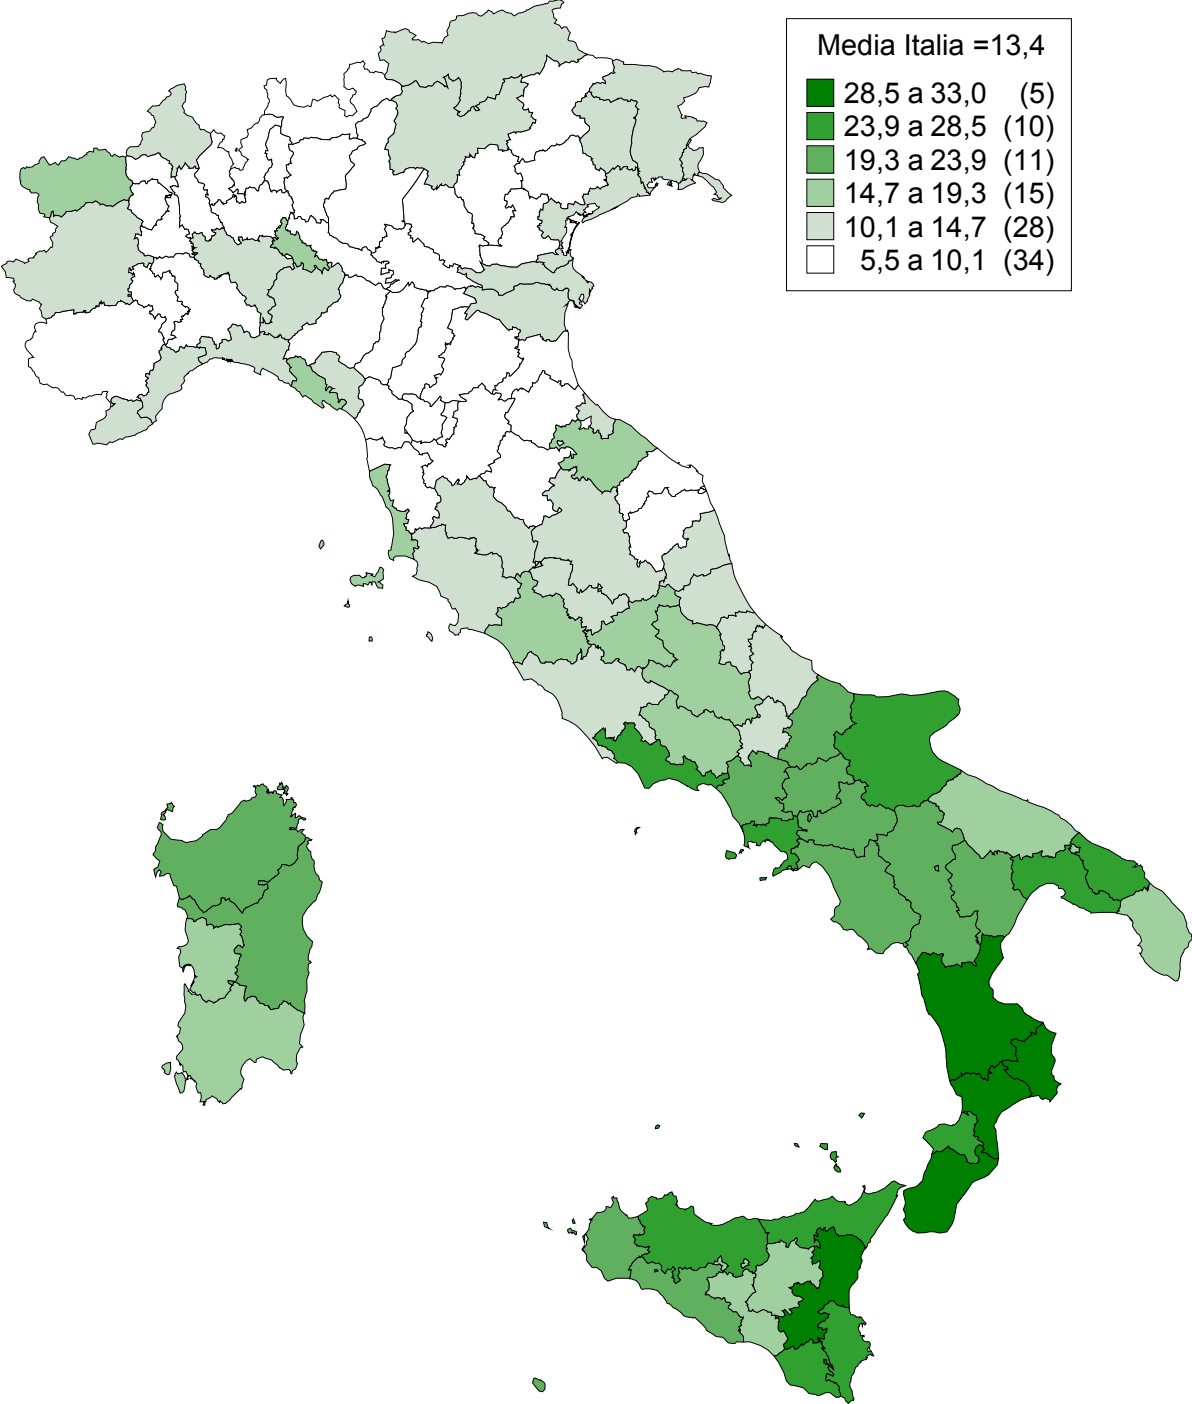 Media Italia =13,4
28,5 a 33,0 (5)
23,9 a 28,5 (10)
19,3 a 23,9 (11)
14,7 a 19,3 (15)
10,1 a 14,7 (28)
5,5 a 10,1 (34)